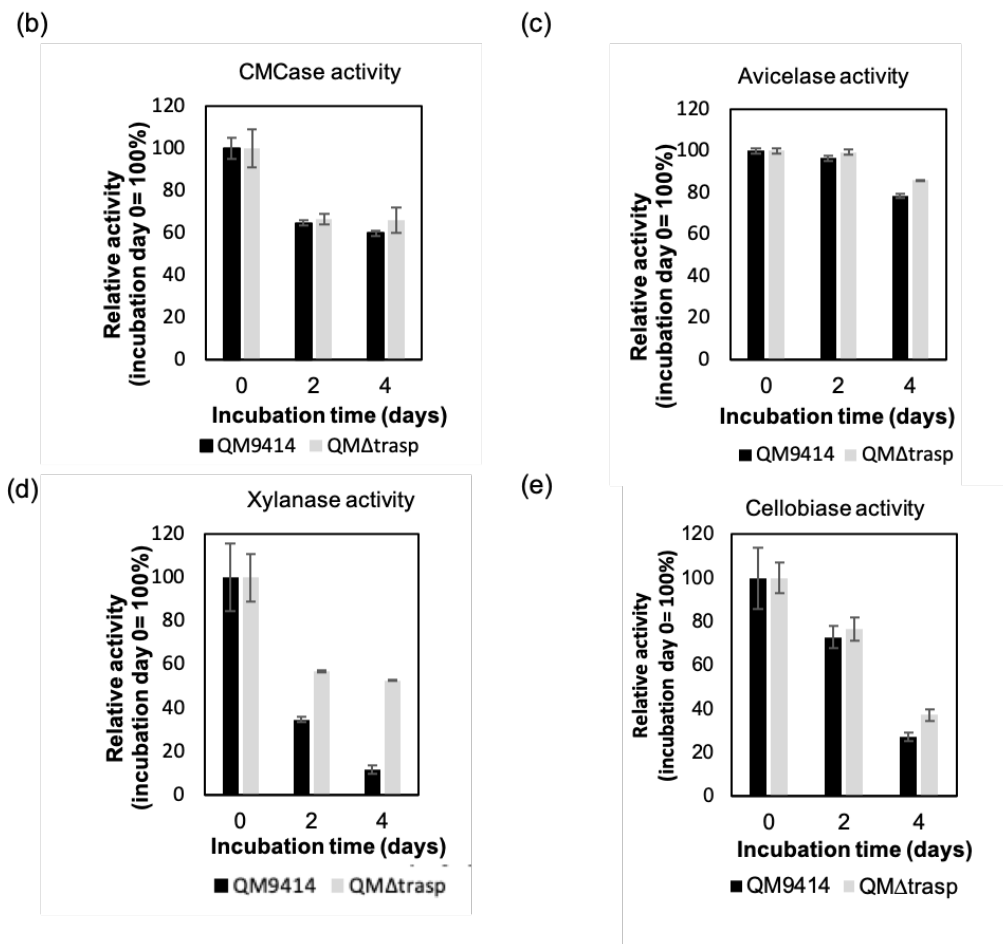 (b)
CMCase activity
Relative activity
(incubation day 0= 100%)
120
100
80
60
40
20
0
0 2 4
Incubation time (days)
QM9414 QMΔtrasp
(c)
Avicelase activity
Relative activity
(incubation day 0= 100%)
120
100
80
60
40
20
0
0 2 4
Incubation time (days)
QM9414 QMΔtrasp
(d)
Xylanase activity
Relative activity
(incubation day 0= 100%)
120
100
80
60
40
20
0
0 2 4
Incubation time (days)
QM9414 QMΔtrasp
(e)
Cellobiase activity
Relative activity
(incubation day 0= 100%)
120
100
80
60
40
20
0
0 2 4
Incubation time (days)
QM9414 QMΔtrasp